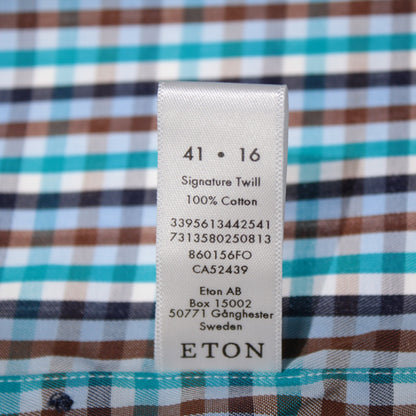 41 • 16
Signature Twill
100% Cotton
3395613442541
7313580250813
860156FO
CA52439
Eton AB
Box 15002
50771 Gånghester
Sweden
ETON